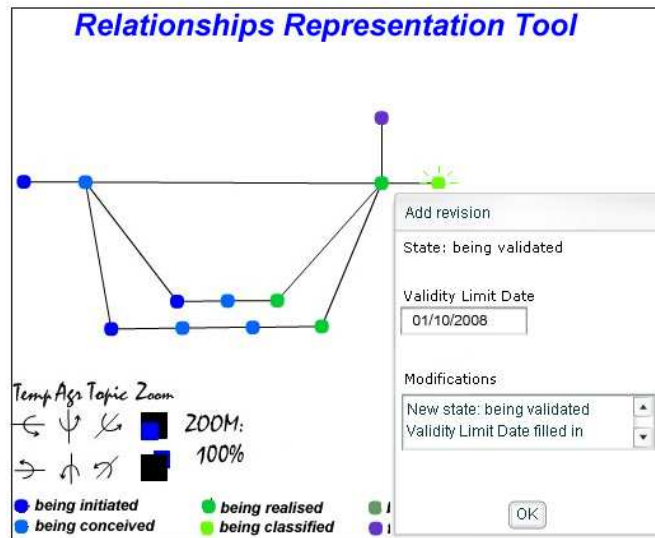 Relationships Representation Tool
Add revision
State: being validated
Validity Limit Date
01/10/2008
Modifications
New state: being validated
Validity Limit Date filled in
OK
Temp Agr Topic Zoom
ZOOM:
100%
being initiated
being realised
being conceived
being classified